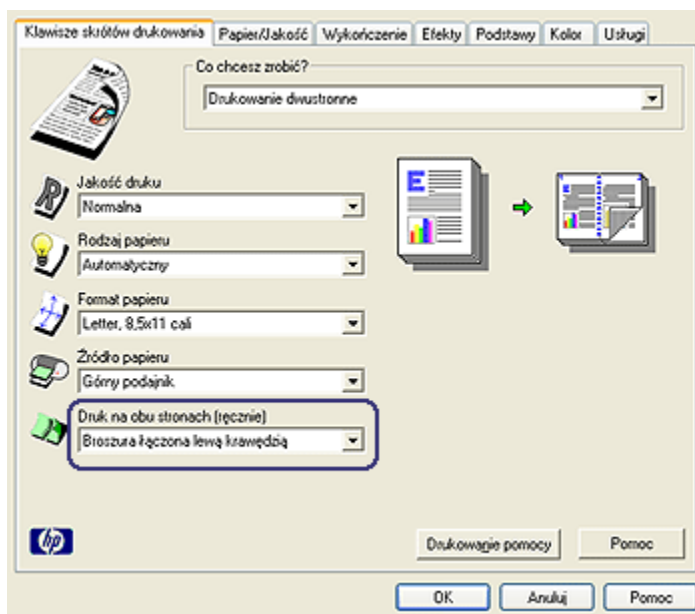 Klawisze skrótów drukowania Papier/Jakość Wykończenie Efekty Podstawy Kolor Usługi
Co chcesz zrobić?
Drukowanie dwustronne
Jakość druku
Normalna
Rodzaj papieru
Automatyczny
Format papieru
Letter, 8,5x11 cali
Źródło papieru
Górny podajnik
Druk na obu stronach (ręcznie)
Broszura łączona lewą krawędzią
E
E
hp
Drukowanie pomocy Pomoc
OK Anuluj Pomoc